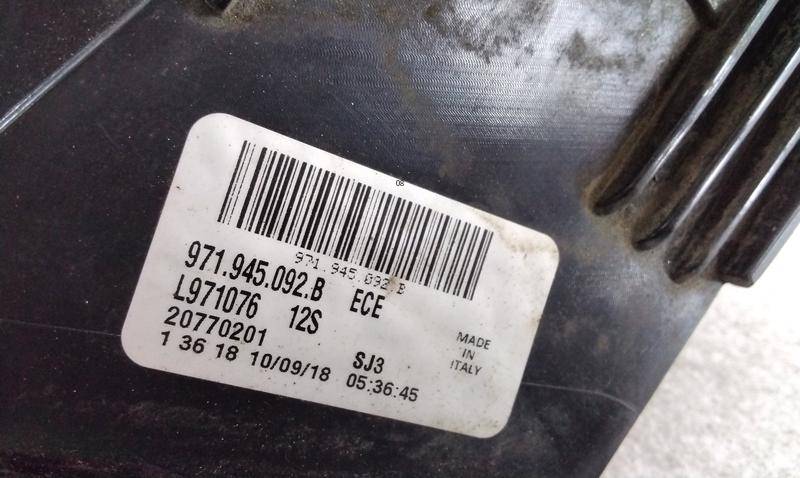 08
971.945.092.B
971.945.092.B ECE
L971076 12S
20770201 SJ3
1 36 18 10/09/18 05:36:45
MADE
IN
ITALY